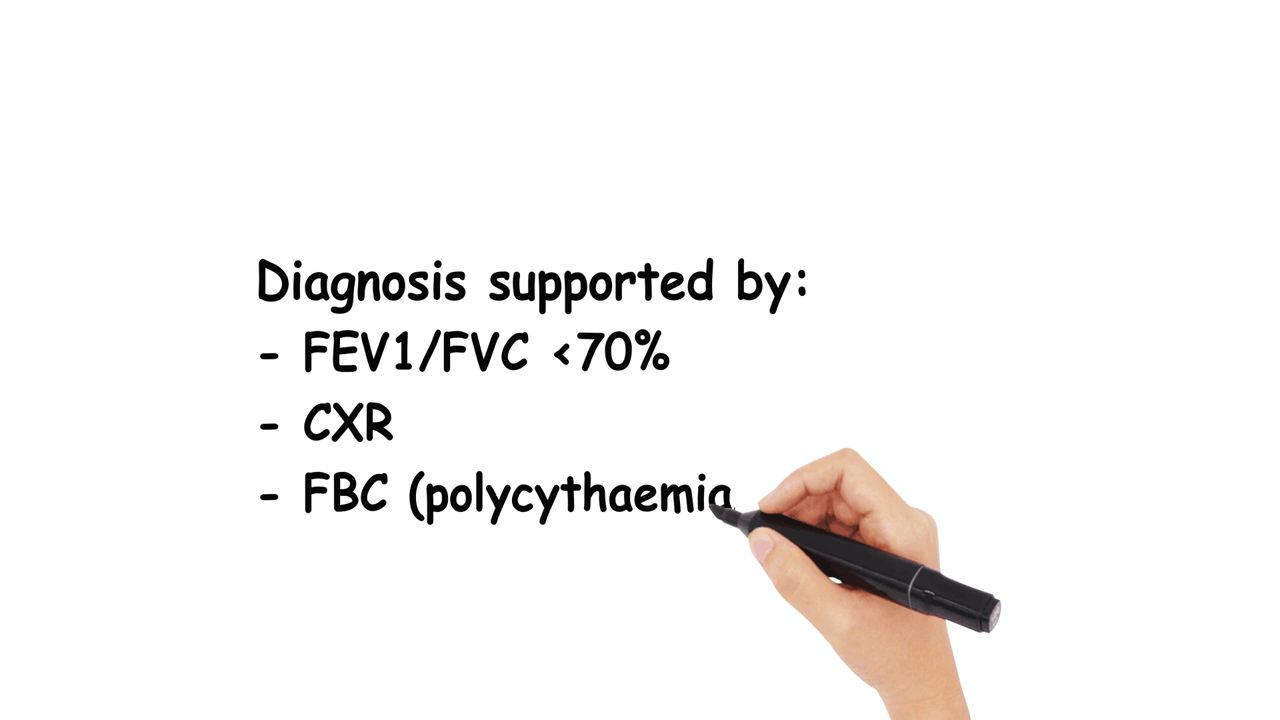 Diagnosis supported by:
- FEV1/FVC <70%
- CXR
- FBC (polycythaemia